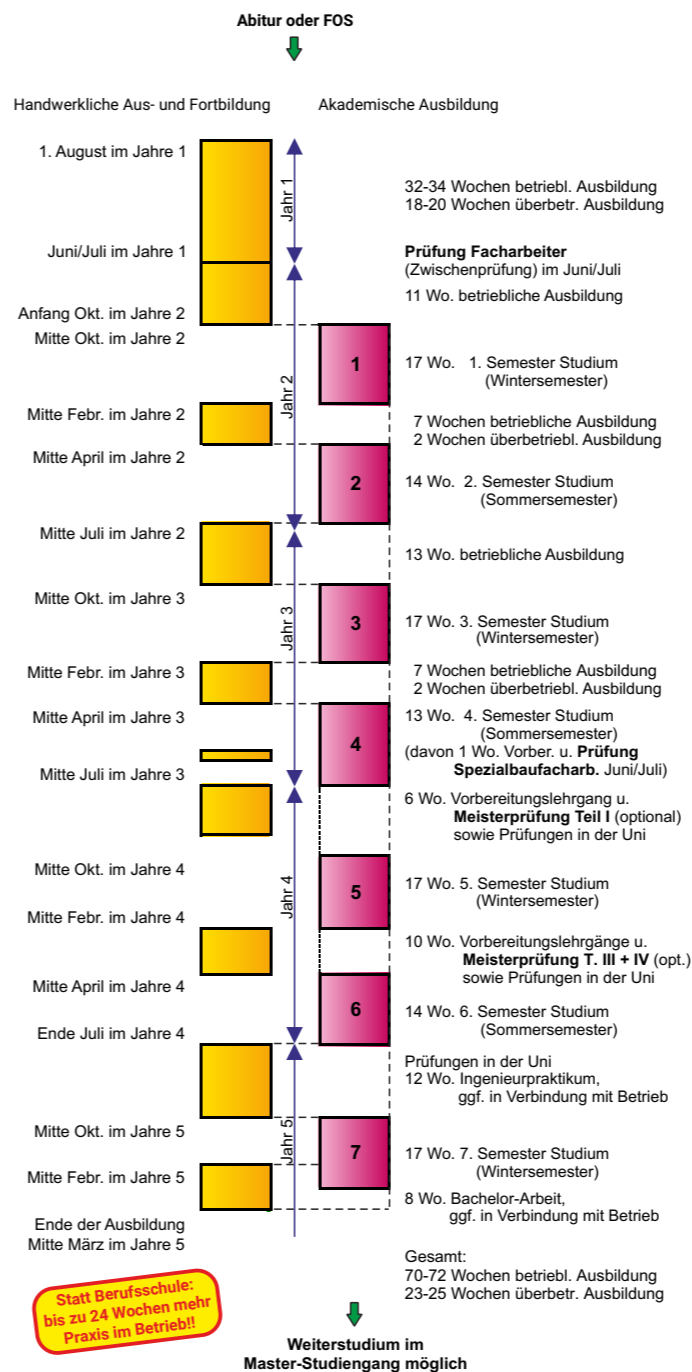 Abitur oder FOS
Handwerkliche Aus- und Fortbildung
Akademische Ausbildung
1. August im Jahre 1
Jahr 1
32-34 Wochen betriebl. Ausbildung
18-20 Wochen überbetr. Ausbildung
Juni/Juli im Jahre 1
Prüfung Facharbeiter
(Zwischenprüfung) im Juni/Juli
11 Wo. betriebliche Ausbildung
Anfang Okt. im Jahre 2
Mitte Okt. im Jahre 2
Jahr 2
1
17 Wo. 1. Semester Studium
(Wintersemester)
Mitte Febr. im Jahre 2
7 Wochen betriebliche Ausbildung
2 Wochen überbetriebl. Ausbildung
Mitte April im Jahre 2
2
14 Wo. 2. Semester Studium
(Sommersemester)
Mitte Juli im Jahre 2
13 Wo. betriebliche Ausbildung
Mitte Okt. im Jahre 3
Jahr 3
3
17 Wo. 3. Semester Studium
(Wintersemester)
Mitte Febr. im Jahre 3
7 Wochen betriebliche Ausbildung
2 Wochen überbetriebl. Ausbildung
Mitte April im Jahre 3
4
13 Wo. 4. Semester Studium
(Sommersemester)
(davon 1 Wo. Vorber. u. Prüfung
Spezialbaufacharb. Juni/Juli)
Mitte Juli im Jahre 3
6 Wo. Vorbereitungslehrgang u.
Meisterprüfung Teil I (optional)
sowie Prüfungen in der Uni
Mitte Okt. im Jahre 4
Jahr 4
5
17 Wo. 5. Semester Studium
(Wintersemester)
Mitte Febr. im Jahre 4
10 Wo. Vorbereitungslehrgänge u.
Meisterprüfung T. III + IV (opt.)
sowie Prüfungen in der Uni
Mitte April im Jahre 4
6
14 Wo. 6. Semester Studium
(Sommersemester)
Ende Juli im Jahre 4
Prüfungen in der Uni
12 Wo. Ingenieurpraktikum,
ggf. in Verbindung mit Betrieb
Mitte Okt. im Jahre 5
Jahr 5
7
17 Wo. 7. Semester Studium
(Wintersemester)
Mitte Febr. im Jahre 5
8 Wo. Bachelor-Arbeit,
ggf. in Verbindung mit Betrieb
Ende der Ausbildung
Mitte März im Jahre 5
Gesamt:
70-72 Wochen betriebl. Ausbildung
23-25 Wochen überbetr. Ausbildung
Statt Berufsschule:
bis zu 24 Wochen mehr
Praxis im Betrieb!!
Weiterstudium im
Master-Studiengang möglich